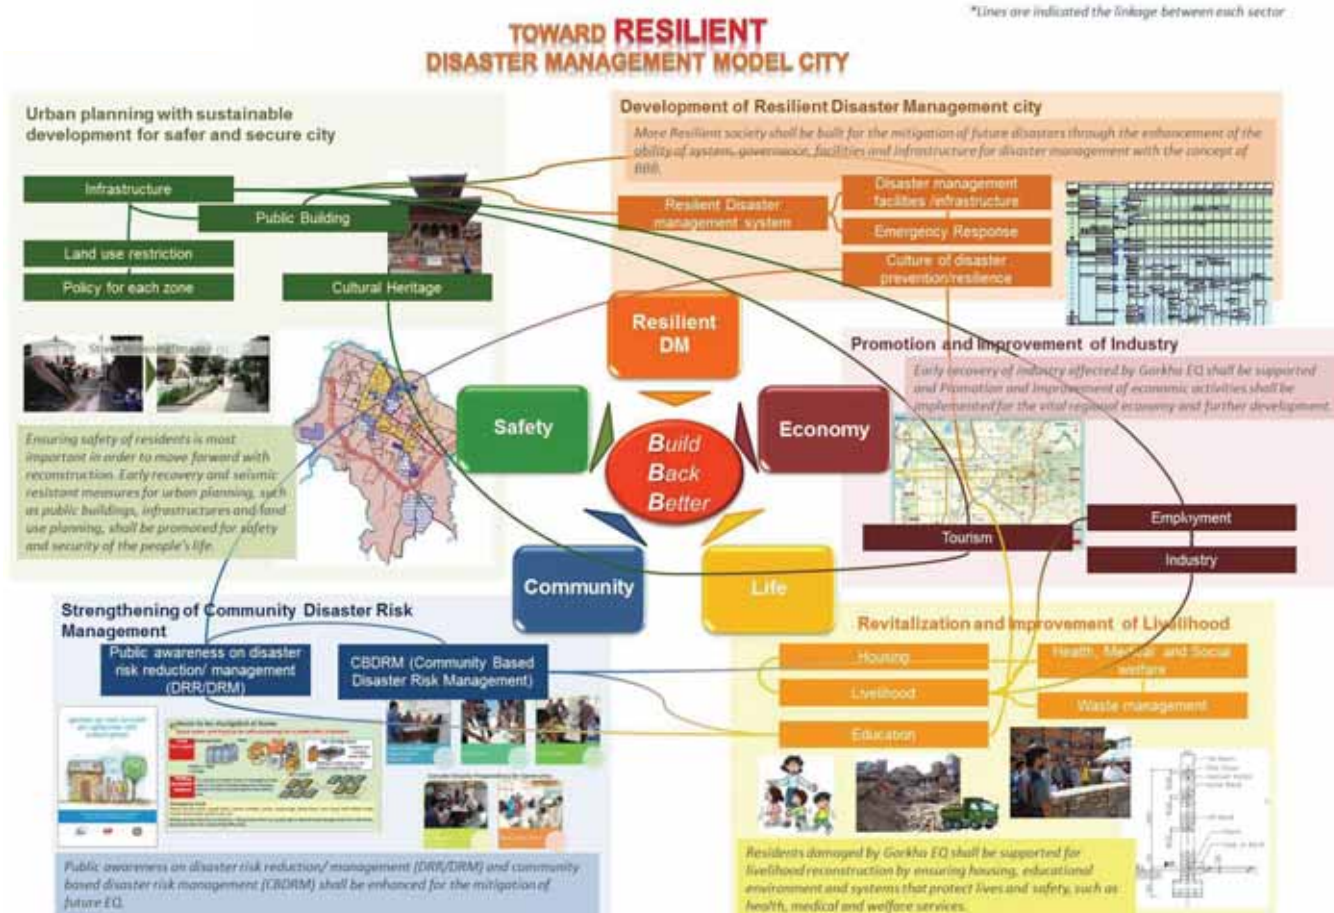 *Lines are indicated the linkage between each sector
TOWARD RESILIENT
DISASTER MANAGEMENT MODEL CITY
Urban planning with sustainable
development for safer and secure city
Infrastructure
Public Building
Land use restriction
Policy for each zone
Cultural Heritage
Ensuring safety of residents is most
important in order to move forward with
reconstruction. Early recovery and seismic
resistant measures for urban planning, such
as public buildings, infrastructures and land
use planning, shall be promoted for safety
and security of the people's life.
Development of Resilient Disaster Management city
More Resilient society shall be built for the mitigation of future disasters through the enhancement of the
ability of system, governance, facilities and infrastructure for disaster management with the concept of
BBB.
Resilient Disaster
management system
Disaster management
facilities /infrastructure
Emergency Response
Culture of disaster
prevention/resilience
Resilient
DM
Safety
Economy
Build
Back
Better
Community
Life
Promotion and Improvement of Industry
Early recovery of industry affected by Gorkha EQ shall be supported
and Promotion and Improvement of economic activities shall be
implemented for the vital regional economy and further development.
Tourism
Employment
Industry
Strengthening of Community Disaster Risk
Management
Public awareness on disaster
risk reduction/ management
(DRR/DRM)
CBDRM (Community Based
Disaster Risk Management)
Public awareness on disaster risk reduction/ management (DRR/DRM) and community
based disaster risk management (CBDRM) shall be enhanced for the mitigation of
future EQ.
Revitalization and Improvement of Livelihood
Housing
Livelihood
Education
Health, Medical and Social
welfare
Waste management
Residents damaged by Gorkha EQ shall be supported for
livelihood reconstruction by ensuring housing, educational
environment and systems that protect lives and safety, such as
health, medical and welfare services.